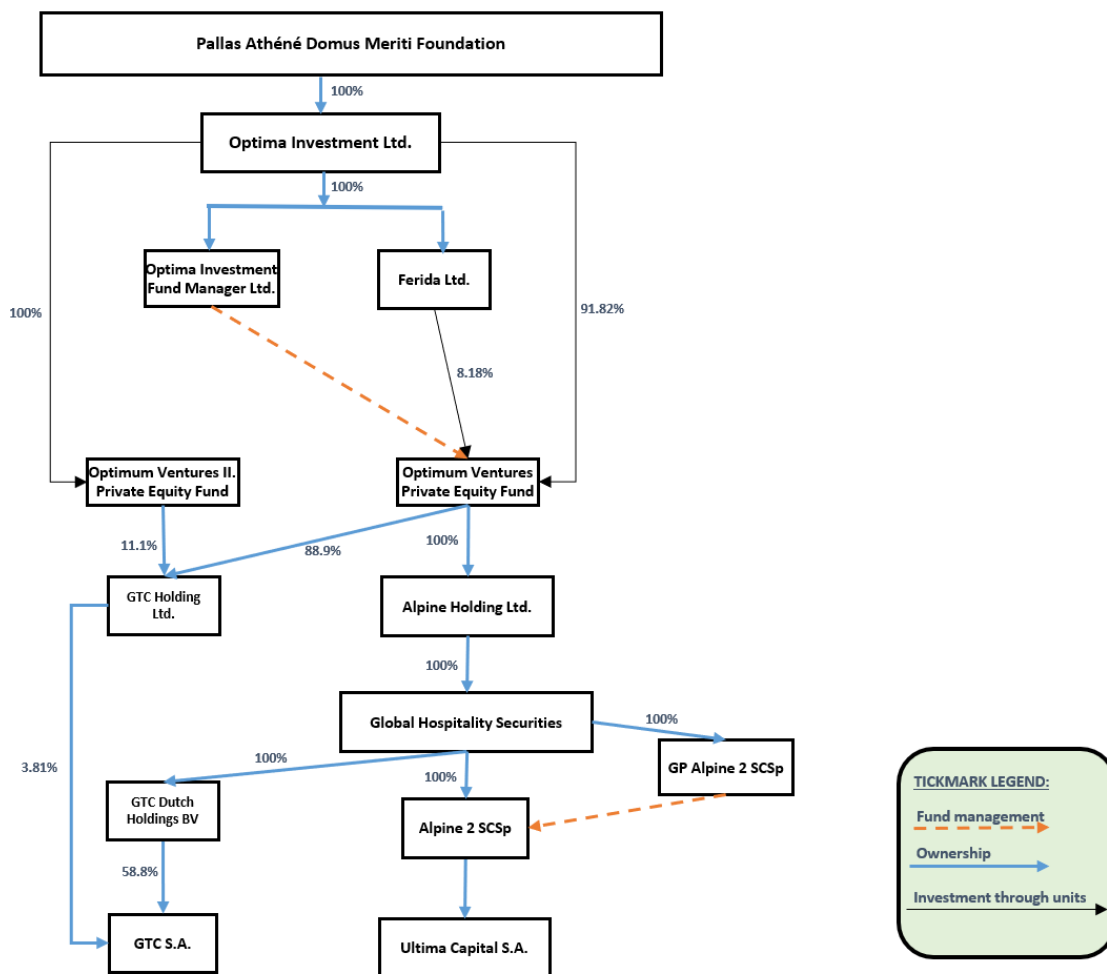 Pallas Athéné Domus Meriti Foundation
100%
Optima Investment Ltd.
100%
Optima Investment
Fund Manager Ltd.
Ferida Ltd.
100%
91.82%
8.18%
Optimum Ventures II.
Private Equity Fund
Optimum Ventures
Private Equity Fund
11.1%
88.9%
100%
GTC Holding
Ltd.
Alpine Holding Ltd.
100%
Global Hospitality Securities
100%
3.81%
100%
100%
GP Alpine 2 SCSp
GTC Dutch
Holdings BV
Alpine 2 SCSp
58.8%
GTC S.A.
Ultima Capital S.A.
TICKMARK LEGEND:
Fund management
Ownership
Investment through units